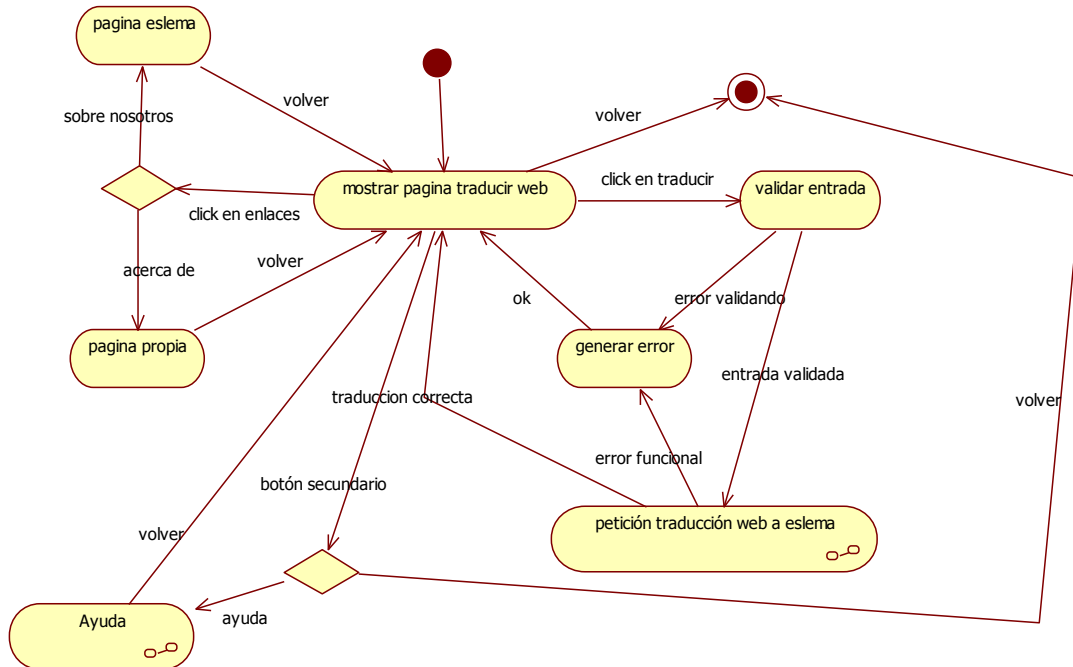 pagina eslema
volver
volver
sobre nosotros
mostrar pagina traducir web
click en traducir
validar entrada
click en enlaces
acerca de
volver
ok
error validando
pagina propia
generar error
entrada validada
traduccion correcta
volver
error funcional
botón secundario
petición traducción web a eslema
volver
Ayuda
ayuda